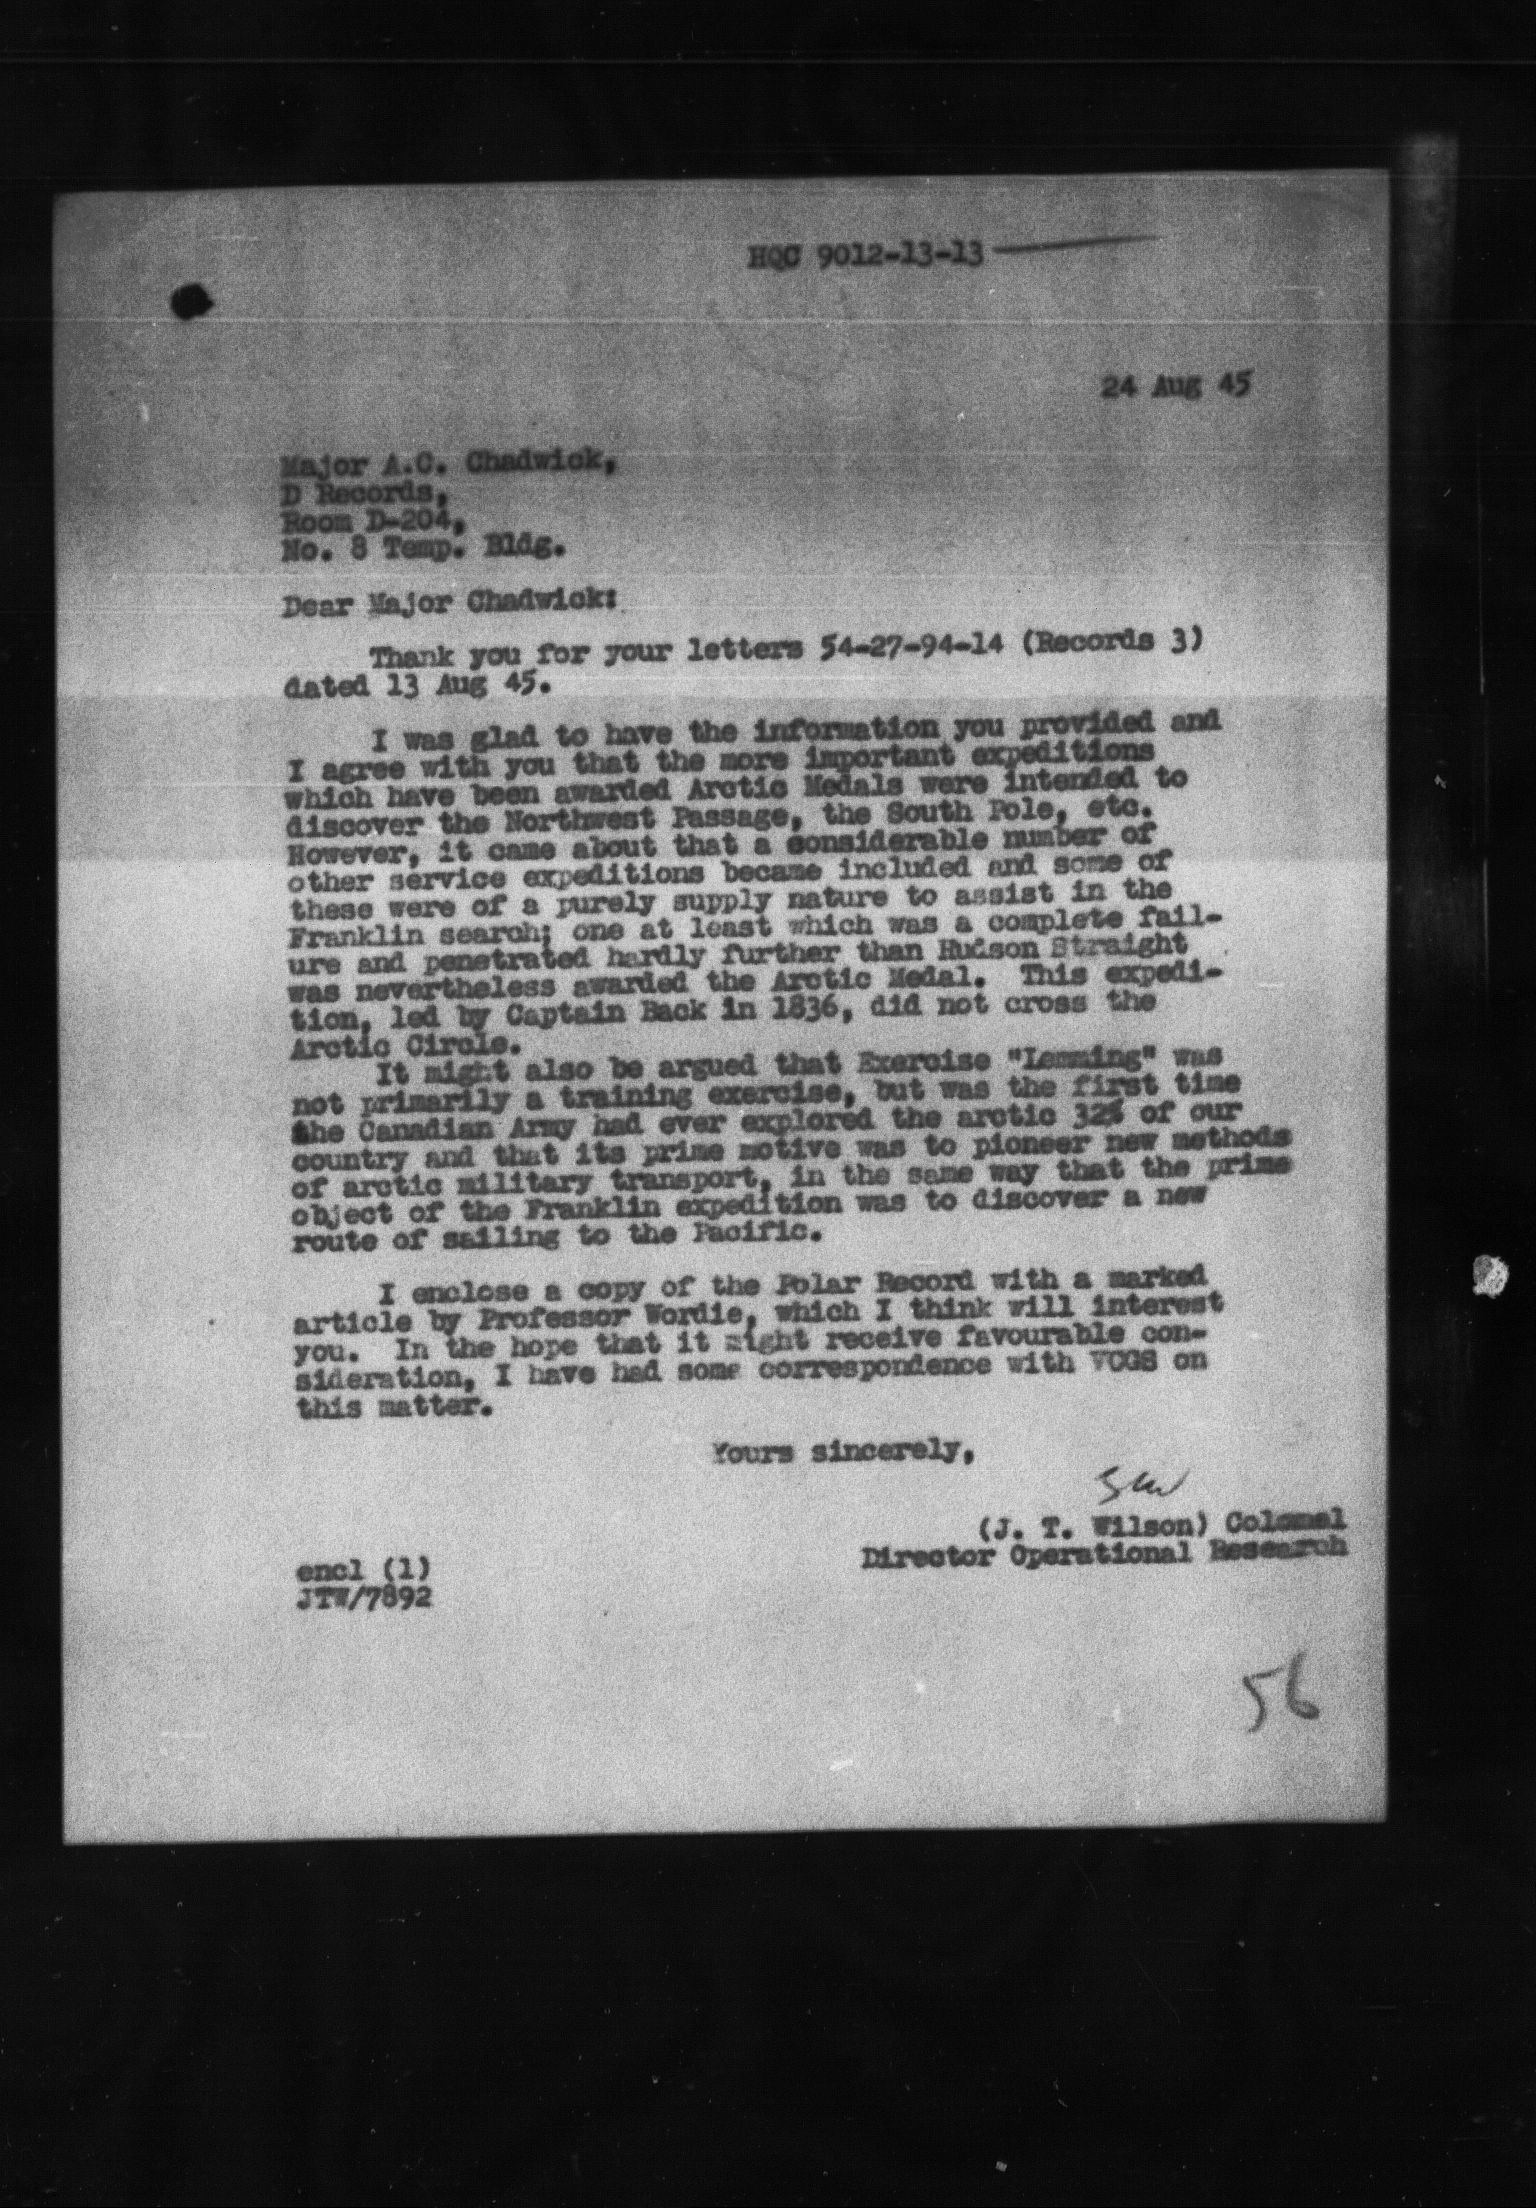 HQC 9012-13-13
24 Aug 45
Major A.C. Chadwick,
D Records,
Room D-204,
No. 8 Temp. Bldg.
Dear Major Chadwick:
Thank you for your letters 54-27-94-14 (Records 3)
dated 13 Aug 45.
I was glad to have the information you provided and
I agree with you that the more important expeditions
which have been awarded Arctic Medals were intended to
discover the Northwest Passage, the South Pole, etc.
However, it came about that a considerable number of
other service expeditions became included and some of
these were of a purely supply nature to assist in the
Franklin search; one at least which was a complete fail-
ure and penetrated hardly further than Hudson Straight
was nevertheless awarded the Arctic Medal. This expedi-
tion, led by Captain Back in 1836, did not cross the
Arctic Circle.
It might also be argued that Exercise "Lemming" was
not primarily a training exercise, but was the first time
the Canadian Army had ever explored the arctic 32% of our
country and that its prime motive was to pioneer new methods
of arctic military transport, in the same way that the prime
object of the Franklin expedition was to discover a new
route of sailing to the Pacific.
I enclose a copy of the Polar Record with a marked
article by Professor Wordie, which I think will interest
you. In the hope that it might receive favourable con-
sideration, I have had some correspondence with VCGS on
this matter.
Yours sincerely,
(J. T. Wilson) Colonel
Director Operational Research
encl (1)
JTW/7892
56